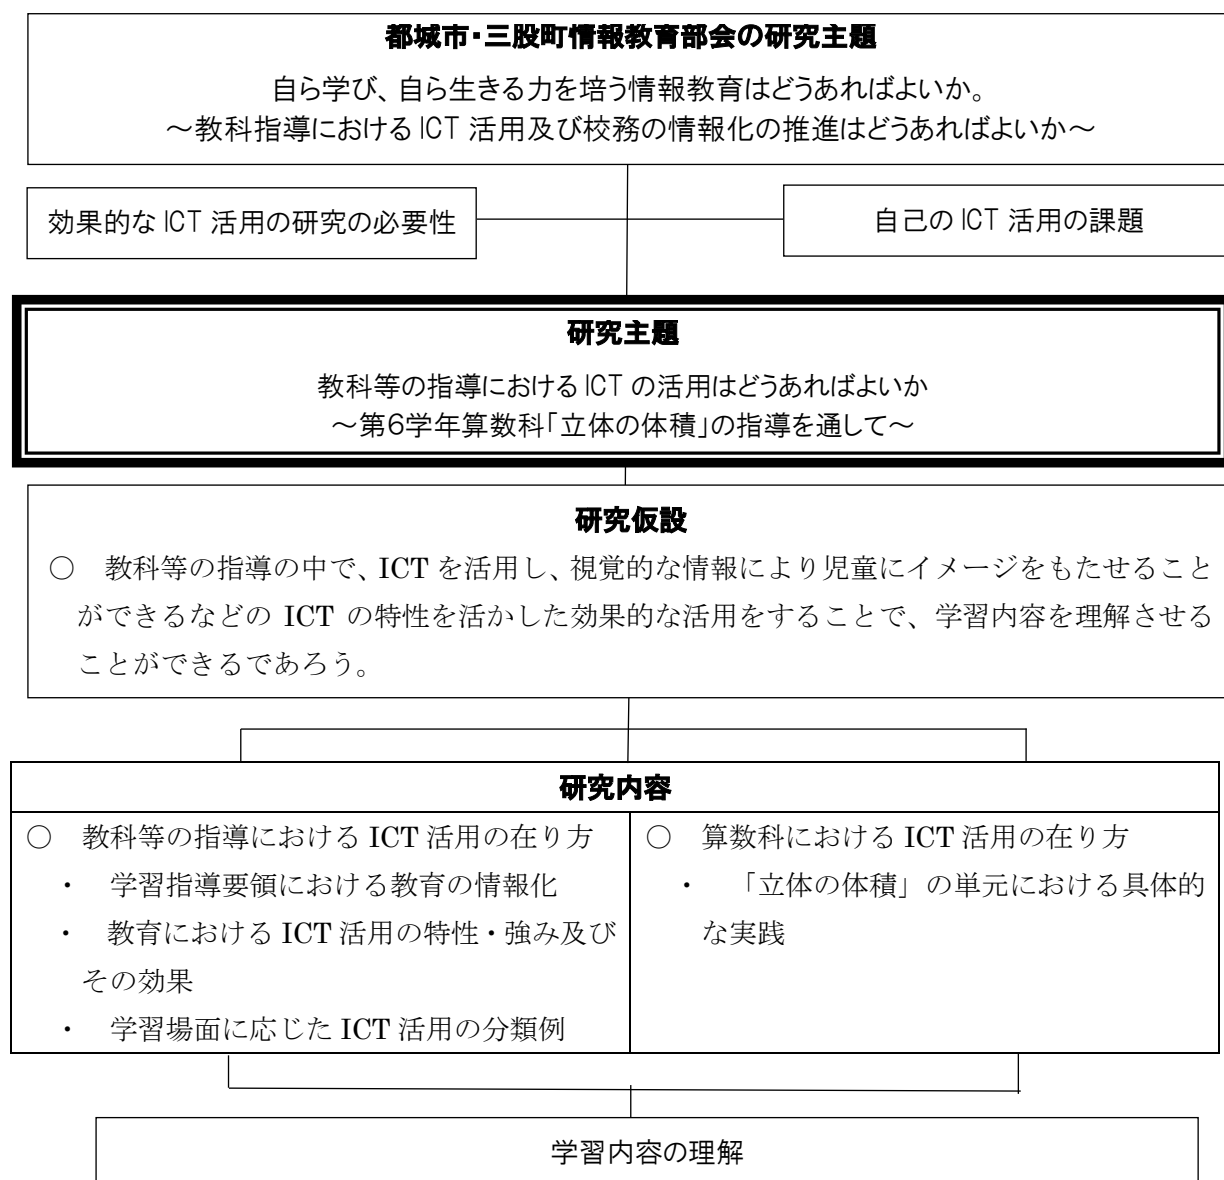 都城市・三股町情報教育部会の研究主題
自ら学び、自ら生きる力を培う情報教育はどうあればよいか。
～教科指導における ICT 活用及び校務の情報化の推進はどうあればよいか～
効果的な ICT 活用の研究の必要性
自己の ICT 活用の課題
研究主題
教科等の指導における ICT の活用はどうあればよいか
～第6学年算数科「立体の体積」の指導を通して～
研究仮設
○　教科等の指導の中で、ICT を活用し、視覚的な情報により児童にイメージをもたせること
ができるなどの ICT の特性を活かした効果的な活用をすることで、学習内容を理解させる
ことができるであろう。
研究内容
○　教科等の指導における ICT 活用の在り方
・　学習指導要領における教育の情報化
・　教育における ICT 活用の特性・強み及び
その効果
・　学習場面に応じた ICT 活用の分類例
○　算数科における ICT 活用の在り方
・　「立体の体積」の単元における具体的
な実践
学習内容の理解